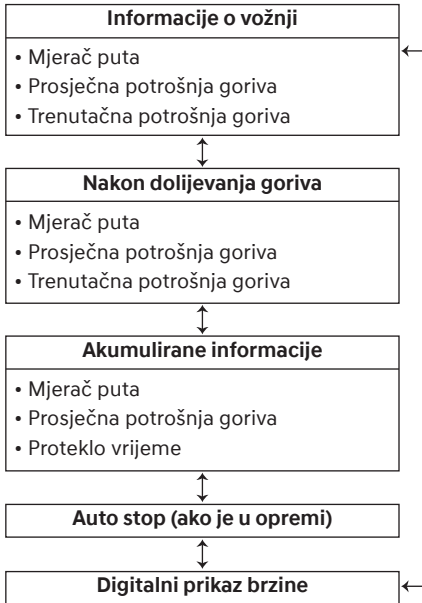 Informacije o vožnji
• Mjerač puta
• Prosječna potrošnja goriva
• Trenutačna potrošnja goriva
Nakon dolijevanja goriva
• Mjerač puta
• Prosječna potrošnja goriva
• Trenutačna potrošnja goriva
Akumulirane informacije
• Mjerač puta
• Prosječna potrošnja goriva
• Proteklo vrijeme
Auto stop (ako je u opremi)
Digitalni prikaz brzine